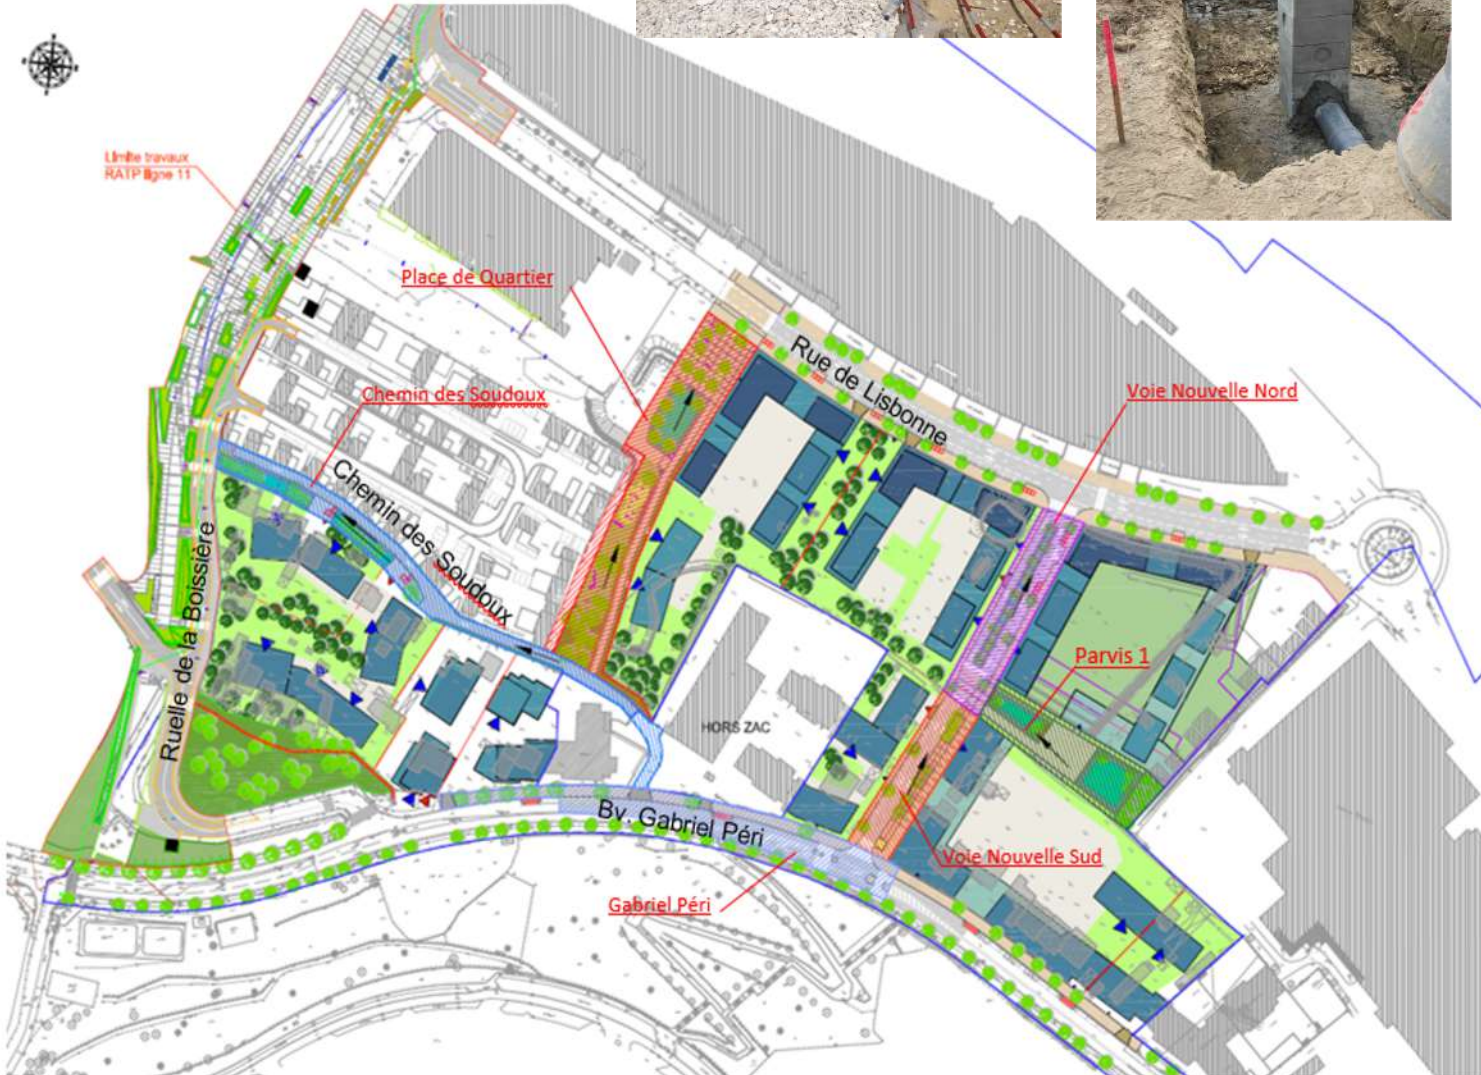 Limite travaux
RATP ligne 11
Place de Quartier
Rue de Lisbonne
Chemin des Soudoux
Voie Nouvelle Nord
Chemin des Soudoux
Ruelle de la Boissière
Parvis 1
HORS ZAC
Bv. Gabriel Péri
Voie Nouvelle Sud
Gabriel Péri